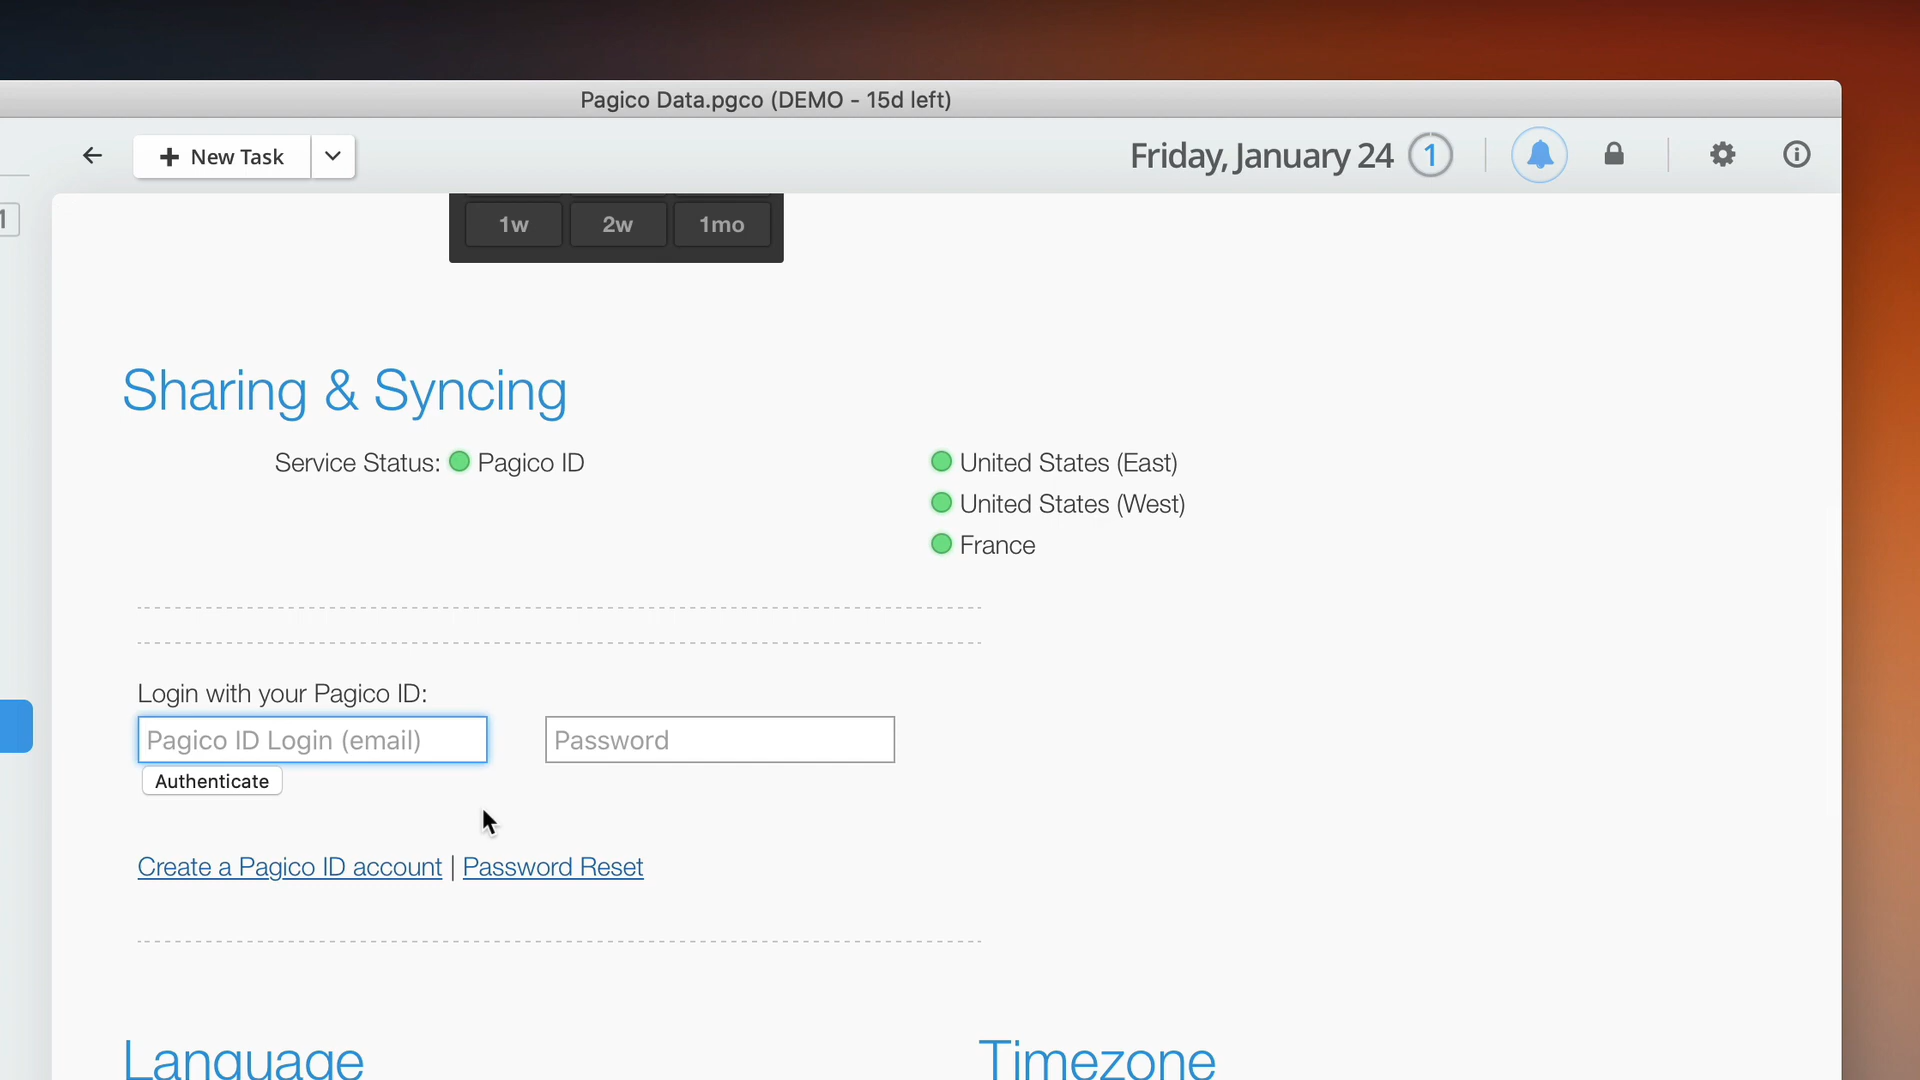 Pagico Data.pgco (DEMO - 15d left)
New Task
Friday, January 24 1
1
1w 2w 1mo
Sharing & Syncing
Service Status: Pagico ID
United States (East)
United States (West)
France
Login with your Pagico ID:
Pagico ID Login (email) Password
Authenticate
Create a Pagico ID account | Password Reset
Language Timezone